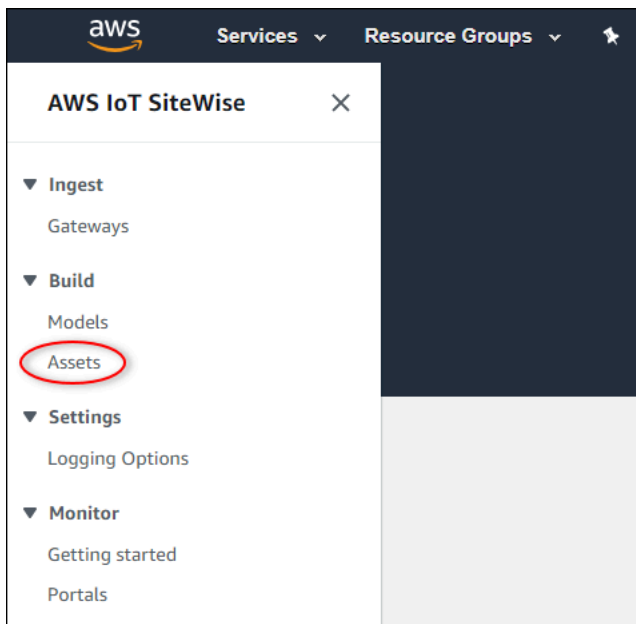 aws Services Resource Groups
AWS IoT SiteWise
Ingest
Gateways
Build
Models
Assets
Settings
Logging Options
Monitor
Getting started
Portals